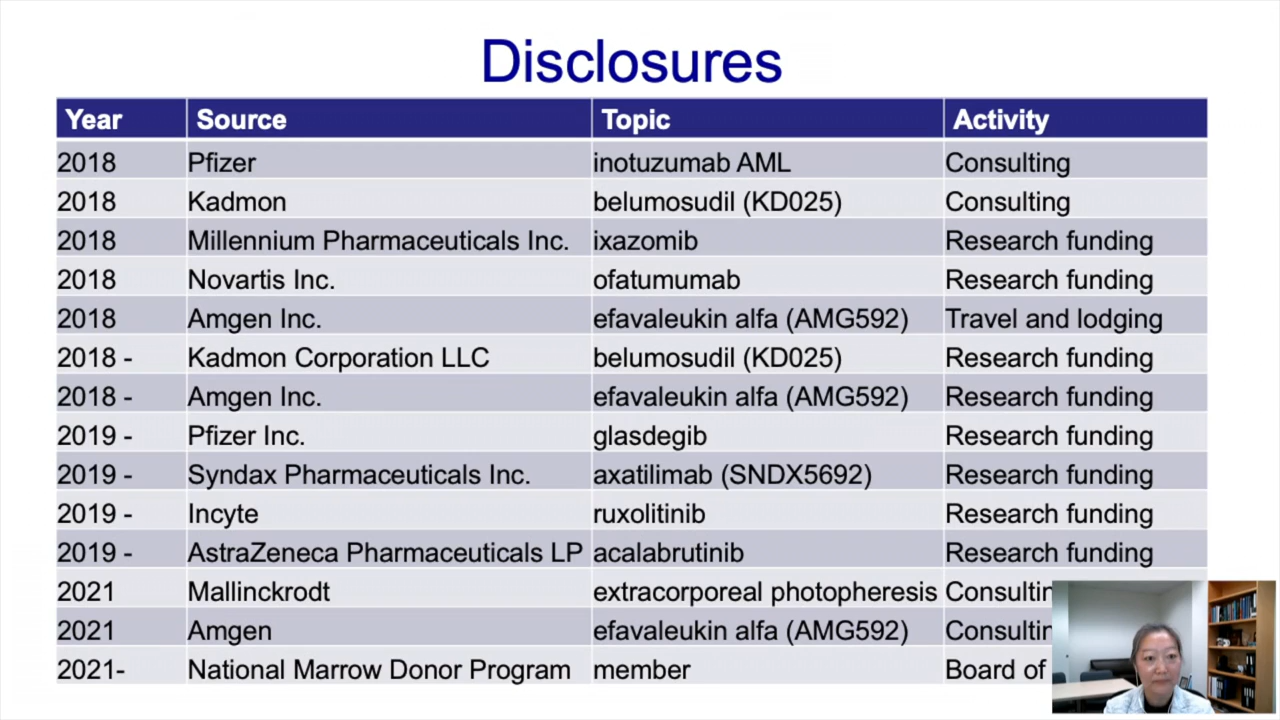 Disclosures
Year Source Topic Activity
2018 Pfizer inotuzumab AML Consulting
2018 Kadmon belumosudil (KD025) Consulting
2018 Millennium Pharmaceuticals Inc. ixazomib Research funding
2018 Novartis Inc. ofatumumab Research funding
2018 Amgen Inc. efavaleukin alfa (AMG592) Travel and lodging
2018 - Kadmon Corporation LLC belumosudil (KD025) Research funding
2018 - Amgen Inc. efavaleukin alfa (AMG592) Research funding
2019 - Pfizer Inc. glasdegib Research funding
2019 - Syndax Pharmaceuticals Inc. axatilimab (SNDX5692) Research funding
2019 - Incyte ruxolitinib Research funding
2019 - AstraZeneca Pharmaceuticals LP acalabrutinib Research funding
2021 Mallinckrodt extracorporeal photopheresis Consultin
2021 Amgen efavaleukin alfa (AMG592) Consultin
2021- National Marrow Donor Program member Board of